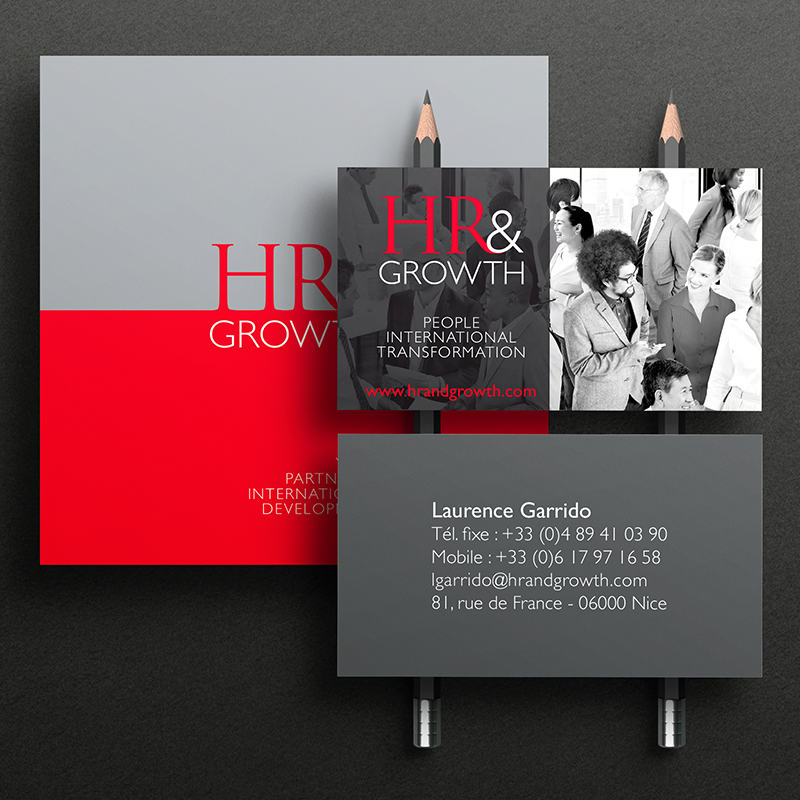 HR
GROWT
PARTN
INTERNATIO
DEVELOP
HR&
GROWTH
PEOPLE
INTERNATIONAL
TRANSFORMATION
www.hrandgrowth.com
Laurence Garrido
Tél. fixe : +33 (0)4 89 41 03 90
Mobile : +33 (0)6 17 97 16 58
lgarrido@hrandgrowth.com
81, rue de France - 06000 Nice